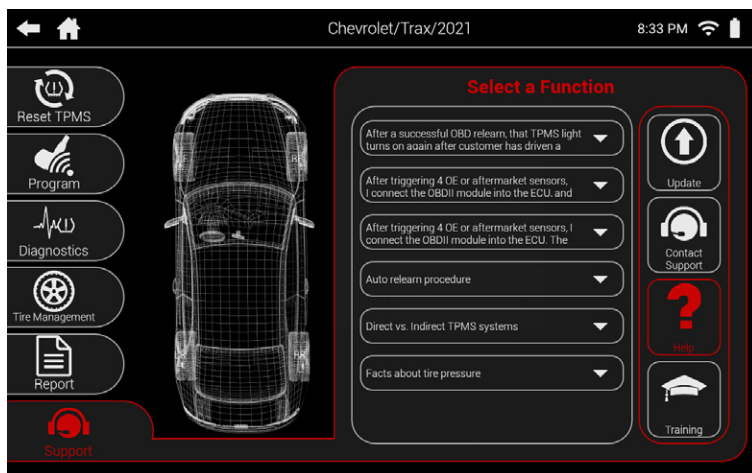 Chevrolet/Trax/2021
8:33 PM
Reset TPMS
Program
Diagnostics
Tire Management
Report
Support
RF
RR
Select a Function
After a successful OBD relearn, that TPMS light
turns on again after customer has driven a
After triggering 4 OE or aftermarket sensors,
I connect the OBDII module into the ECU. and
After triggering 4 OE or aftermarket sensors, I
connect the OBDII module into the ECU. The
Auto relearn procedure
Direct vs. Indirect TPMS systems
Facts about tire pressure
Update
Contact
Support
Help
Training